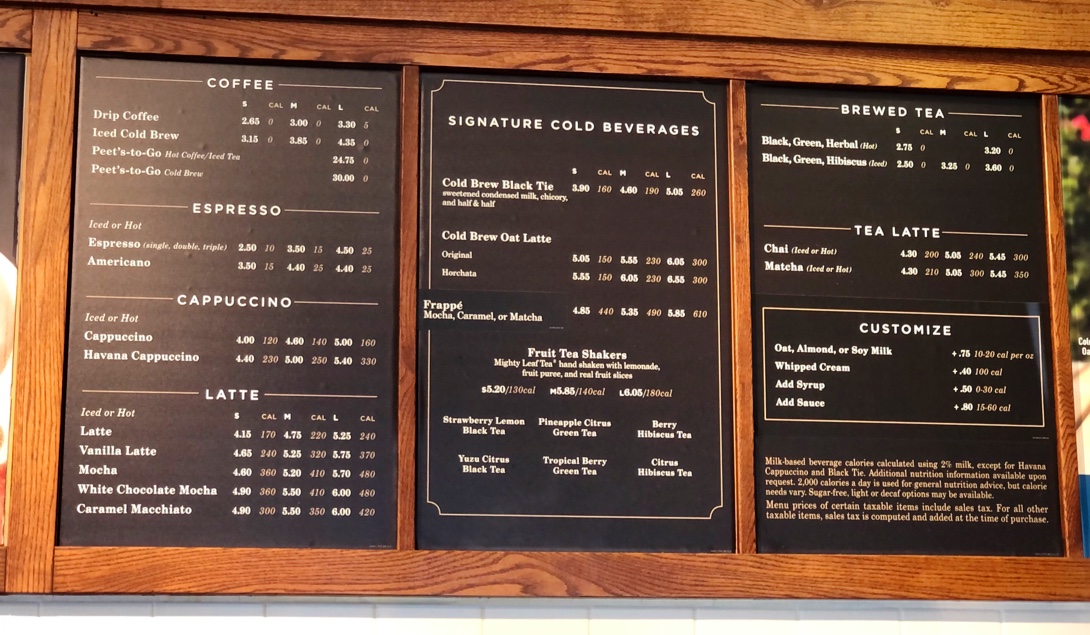 COFFEE
S CAL M CAL L CAL
Drip Coffee 2.65 0 3.00 0 3.30 5
Iced Cold Brew 3.15 0 3.85 0 4.35 0
Peet's-to-Go Hot Coffee/Iced Tea 24.75 0
Peet's-to-Go Cold Brew 30.00 0
ESPRESSO
Iced or Hot
Espresso (single, double, triple) 2.50 10 3.50 15 4.50 25
Americano 3.50 15 4.40 25 4.40 25
CAPPUCCINO
Iced or Hot
Cappuccino 4.00 120 4.60 140 5.00 160
Havana Cappuccino 4.40 230 5.00 250 5.40 330
LATTE
Iced or Hot S CAL M CAL L CAL
Latte 4.15 170 4.75 220 5.25 240
Vanilla Latte 4.65 240 5.25 320 5.75 370
Mocha 4.60 360 5.20 410 5.70 480
White Chocolate Mocha 4.90 360 5.50 410 6.00 480
Caramel Macchiato 4.90 300 5.50 350 6.00 420
SIGNATURE COLD BEVERAGES
S CAL M CAL L CAL
Cold Brew Black Tie 3.90 160 4.60 190 5.05 260
sweetened condensed milk, chicory,
and half & half
Cold Brew Oat Latte
Original 5.05 150 5.55 230 6.05 300
Horchata 5.55 150 6.05 230 6.55 300
Frappé
Mocha, Caramel, or Matcha 4.85 440 5.35 490 5.85 610
Fruit Tea Shakers
Mighty Leaf Tea® hand shaken with lemonade,
fruit puree, and real fruit slices
S5.20/130cal M5.85/140cal L6.05/180cal
Strawberry Lemon Black Tea
Pineapple Citrus Green Tea
Berry Hibiscus Tea
Yuzu Citrus Black Tea
Tropical Berry Green Tea
Citrus Hibiscus Tea
BREWED TEA
S CAL M CAL L CAL
Black, Green, Herbal (Hot) 2.75 0 3.20 0
Black, Green, Hibiscus (Iced) 2.50 0 3.25 0 3.60 0
TEA LATTE
Chai (Iced or Hot) 4.30 200 5.05 240 5.45 300
Matcha (Iced or Hot) 4.30 210 5.05 300 5.45 350
CUSTOMIZE
Oat, Almond, or Soy Milk +.75 10-20 cal per oz
Whipped Cream +.40 100 cal
Add Syrup +.50 0-30 cal
Add Sauce +.80 15-60 cal
Milk-based beverage calories calculated using 2% milk, except for Havana
Cappuccino and Black Tie. Additional nutrition information available upon
request. 2,000 calories a day is used for general nutrition advice, but calorie
needs vary. Sugar-free, light or decaf options may be available.
Menu prices of certain taxable items include sales tax. For all other
taxable items, sales tax is computed and added at the time of purchase.